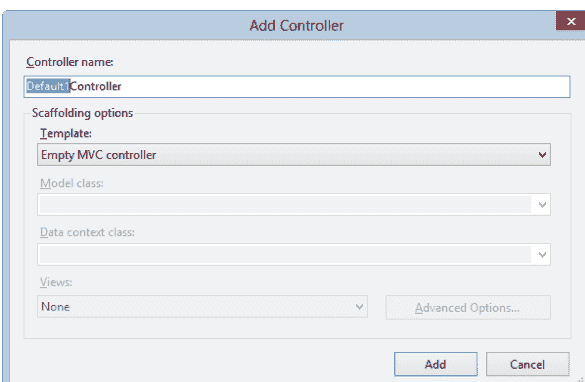 Add Controller
Controller name:
Default1Controller
Scaffolding options
Template:
Empty MVC controller
Model class:
Data context class:
Views:
None
Advanced Options...
Add Cancel